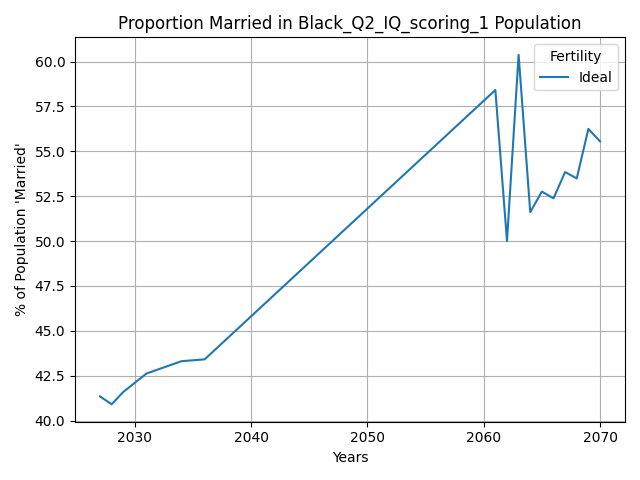 Proportion Married in Black_Q2_IQ_scoring_1 Population
Fertility
Ideal
% of Population 'Married'
60.0
57.5
55.0
52.5
50.0
47.5
45.0
42.5
40.0
2030 2040 2050 2060 2070
Years